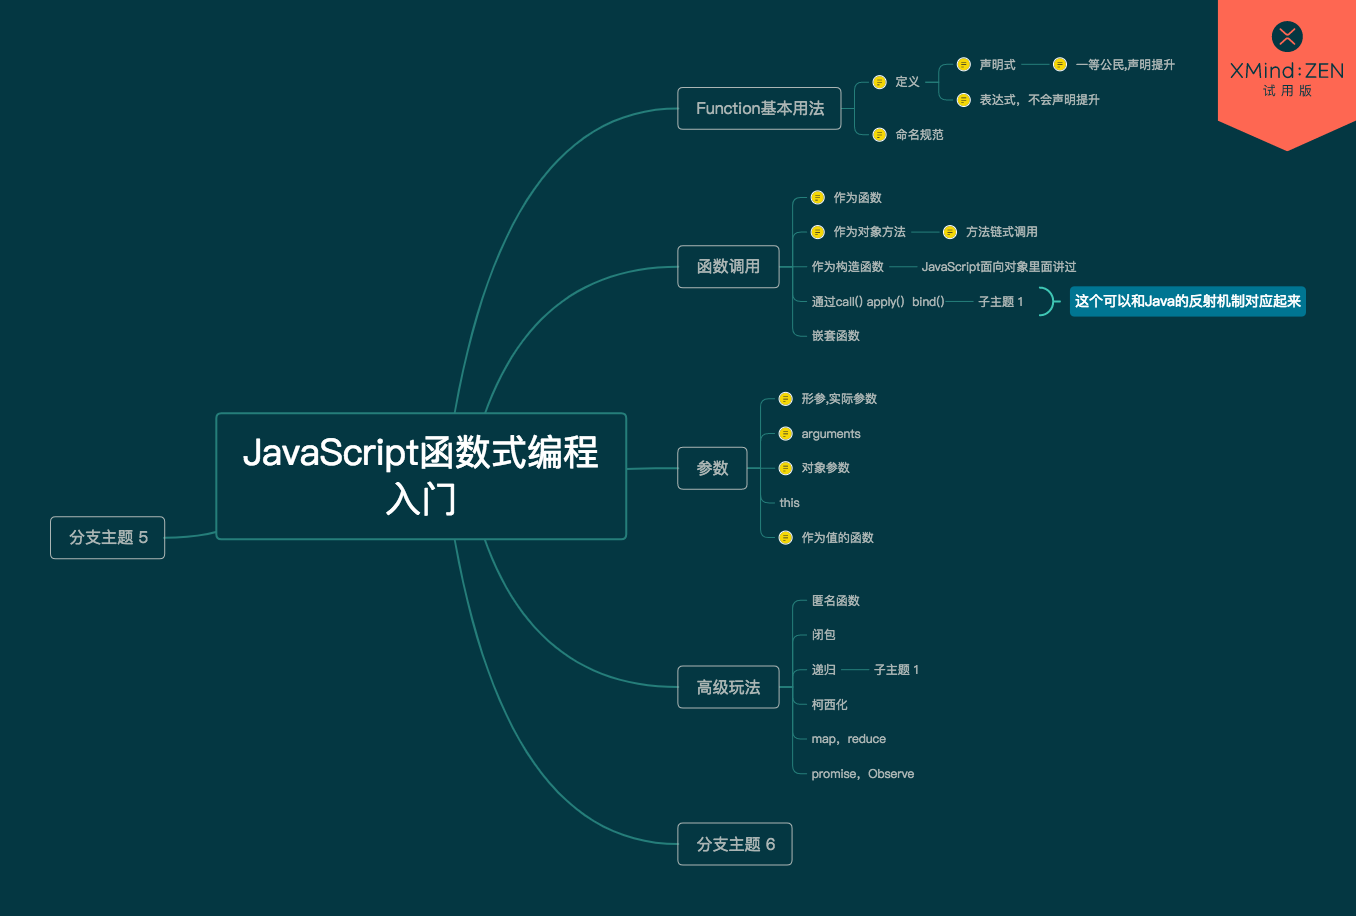 XMind:ZEN
试用版
JavaScript函数式编程
入门
Function基本用法
定义
声明式
一等公民,声明提升
表达式，不会声明提升
命名规范
函数调用
作为函数
作为对象方法
方法链式调用
作为构造函数
JavaScript面向对象里面讲过
通过call() apply()  bind()
子主题 1
这个可以和Java的反射机制对应起来
嵌套函数
参数
形参,实际参数
arguments
对象参数
this
作为值的函数
高级玩法
匿名函数
闭包
递归
子主题 1
柯西化
map，reduce
promise，Observe
分支主题 5
分支主题 6